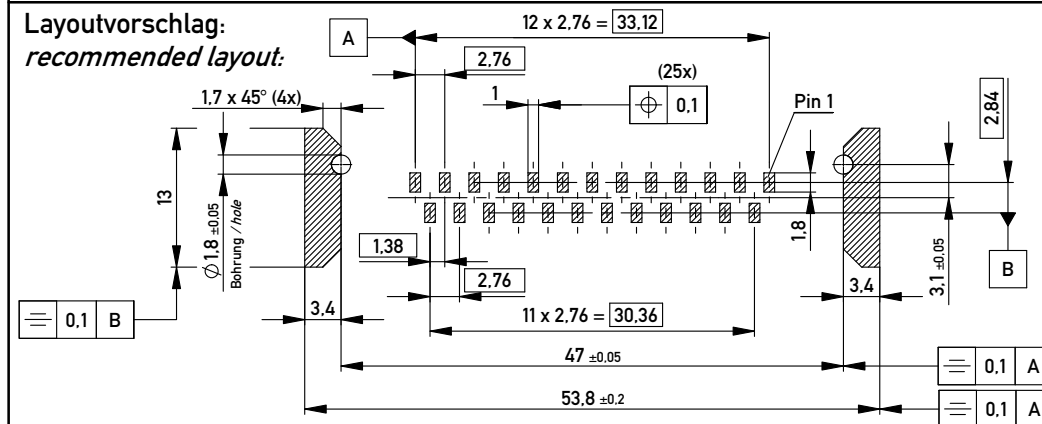 Layoutvorschlag:
recommended layout:
A
12 x 2,76 = 33,12
2,76
1
(25x)
⌖ 0,1
Pin 1
2,84
1,7 x 45° (4x)
13
Ø 1,8 ±0,05
Bohrung / hole
1,8
3,1 ±0,05
B
1,38
2,76
3,4
3,4
11 x 2,76 = 30,36
⌯ 0,1 B
47 ±0,05
⌯ 0,1 A
53,8 ±0,2
⌯ 0,1 A